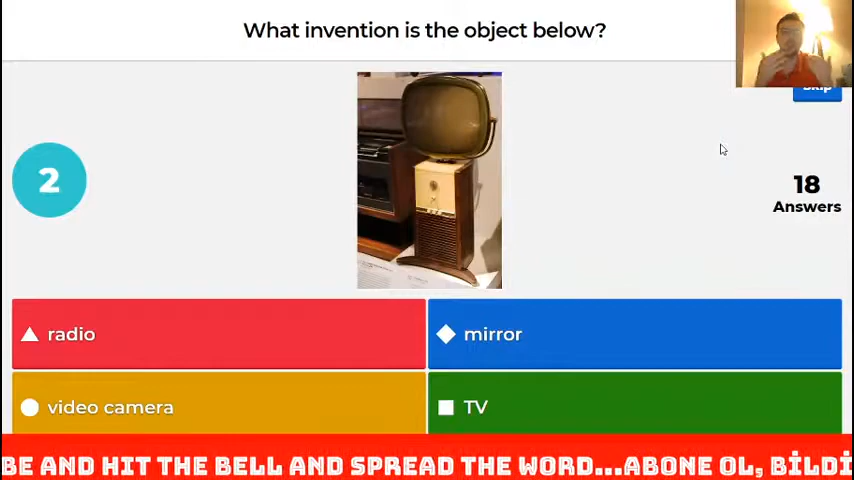 What invention is the object below?
Skip
2
18
Answers
radio
mirror
video camera
TV
BE AND HIT THE BELL AND SPREAD THE WORD...ABONE OL, BİLDİ